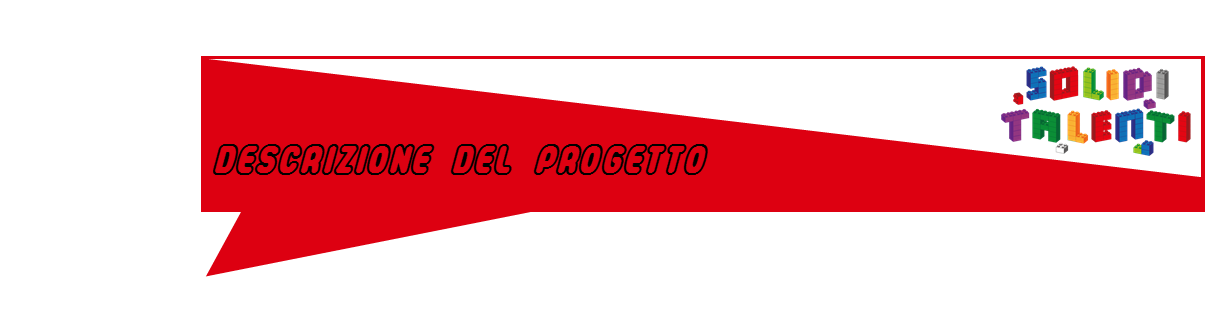 SOLIDI
TALENTI
DESCRIZIONE DEL PROGETTO